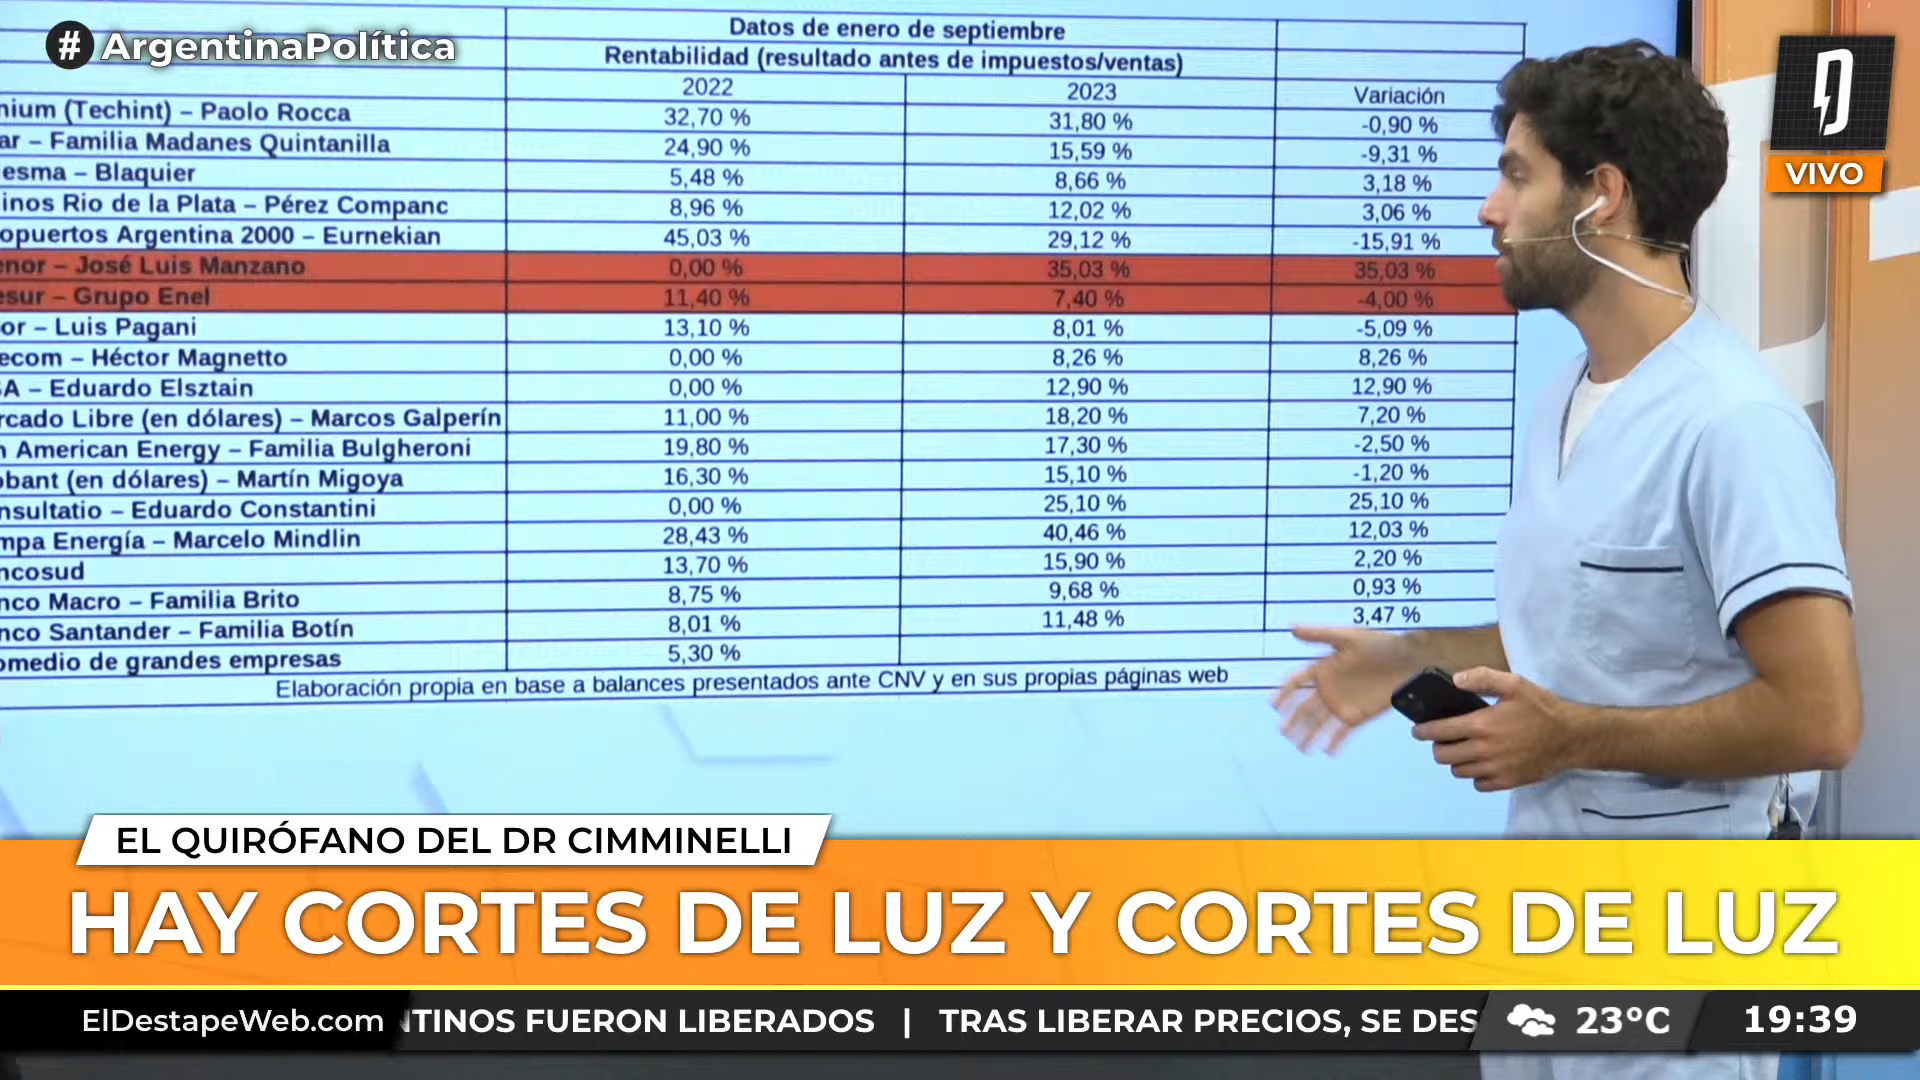 # ArgentinaPolítica
Datos de enero de septiembre
Rentabilidad (resultado antes de impuestos/ventas)
2022 2023 Variación
nium (Techint) – Paolo Rocca 32,70 % 31,80 % -0,90 %
ar – Familia Madanes Quintanilla 24,90 % 15,59 % -9,31 %
esma – Blaquier 5,48 % 8,66 % 3,18 %
inos Rio de la Plata – Pérez Companc 8,96 % 12,02 % 3,06 %
opuertos Argentina 2000 – Eurnekian 45,03 % 29,12 % -15,91 %
enor – José Luis Manzano 0,00 % 35,03 % 35,03 %
esur – Grupo Enel 11,40 % 7,40 % -4,00 %
or – Luis Pagani 13,10 % 8,01 % -5,09 %
ecom – Héctor Magnetto 0,00 % 8,26 % 8,26 %
SA – Eduardo Elsztain 0,00 % 12,90 % 12,90 %
rcado Libre (en dólares) – Marcos Galperín 11,00 % 18,20 % 7,20 %
n American Energy – Familia Bulgheroni 19,80 % 17,30 % -2,50 %
obant (en dólares) – Martín Migoya 16,30 % 15,10 % -1,20 %
nsultatio – Eduardo Constantini 0,00 % 25,10 % 25,10 %
mpa Energía – Marcelo Mindlin 28,43 % 40,46 % 12,03 %
ncosud 13,70 % 15,90 % 2,20 %
nco Macro – Familia Brito 8,75 % 9,68 % 0,93 %
nco Santander – Familia Botín 8,01 % 11,48 % 3,47 %
omedio de grandes empresas 5,30 %
Elaboración propia en base a balances presentados ante CNV y en sus propias páginas web
VIVO
EL QUIRÓFANO DEL DR CIMMINELLI
HAY CORTES DE LUZ Y CORTES DE LUZ
ElDestapeWeb.com NTINOS FUERON LIBERADOS | TRAS LIBERAR PRECIOS, SE DES 23°C 19:39